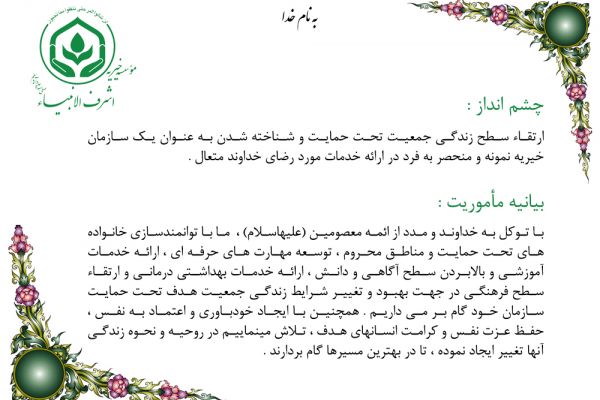 به نام خدا
مؤسسه خیریه
اشرف الانبیاء
چشم انداز :
ارتقاء سطح زندگی جمعیت تحت حمایت و شناخته شدن به عنوان یک سازمان
خیریه نمونه و منحصر به فرد در ارائه خدمات مورد رضای خداوند متعال .
بیانیه مأموریت :
با توکل به خداوند و مدد از ائمه معصومین (علیهاسلام) ، ما با توانمندسازی خانواده
های تحت حمایت و مناطق محروم ، توسعه مهارت های حرفه ای ، ارائه خدمات
آموزشی و بالابردن سطح آگاهی و دانش ، ارائه خدمات بهداشتی درمانی و ارتقاء
سطح فرهنگی در جهت بهبود و تغییر شرایط زندگی جمعیت هدف تحت حمایت
سازمان خود گام بر می داریم . همچنین با ایجاد خودباوری و اعتماد به نفس ،
حفظ عزت نفس و کرامت انسانهای هدف ، تلاش مینماییم در روحیه و نحوه زندگی
آنها تغییر ایجاد نموده ، تا در بهترین مسیرها گام بردارند .